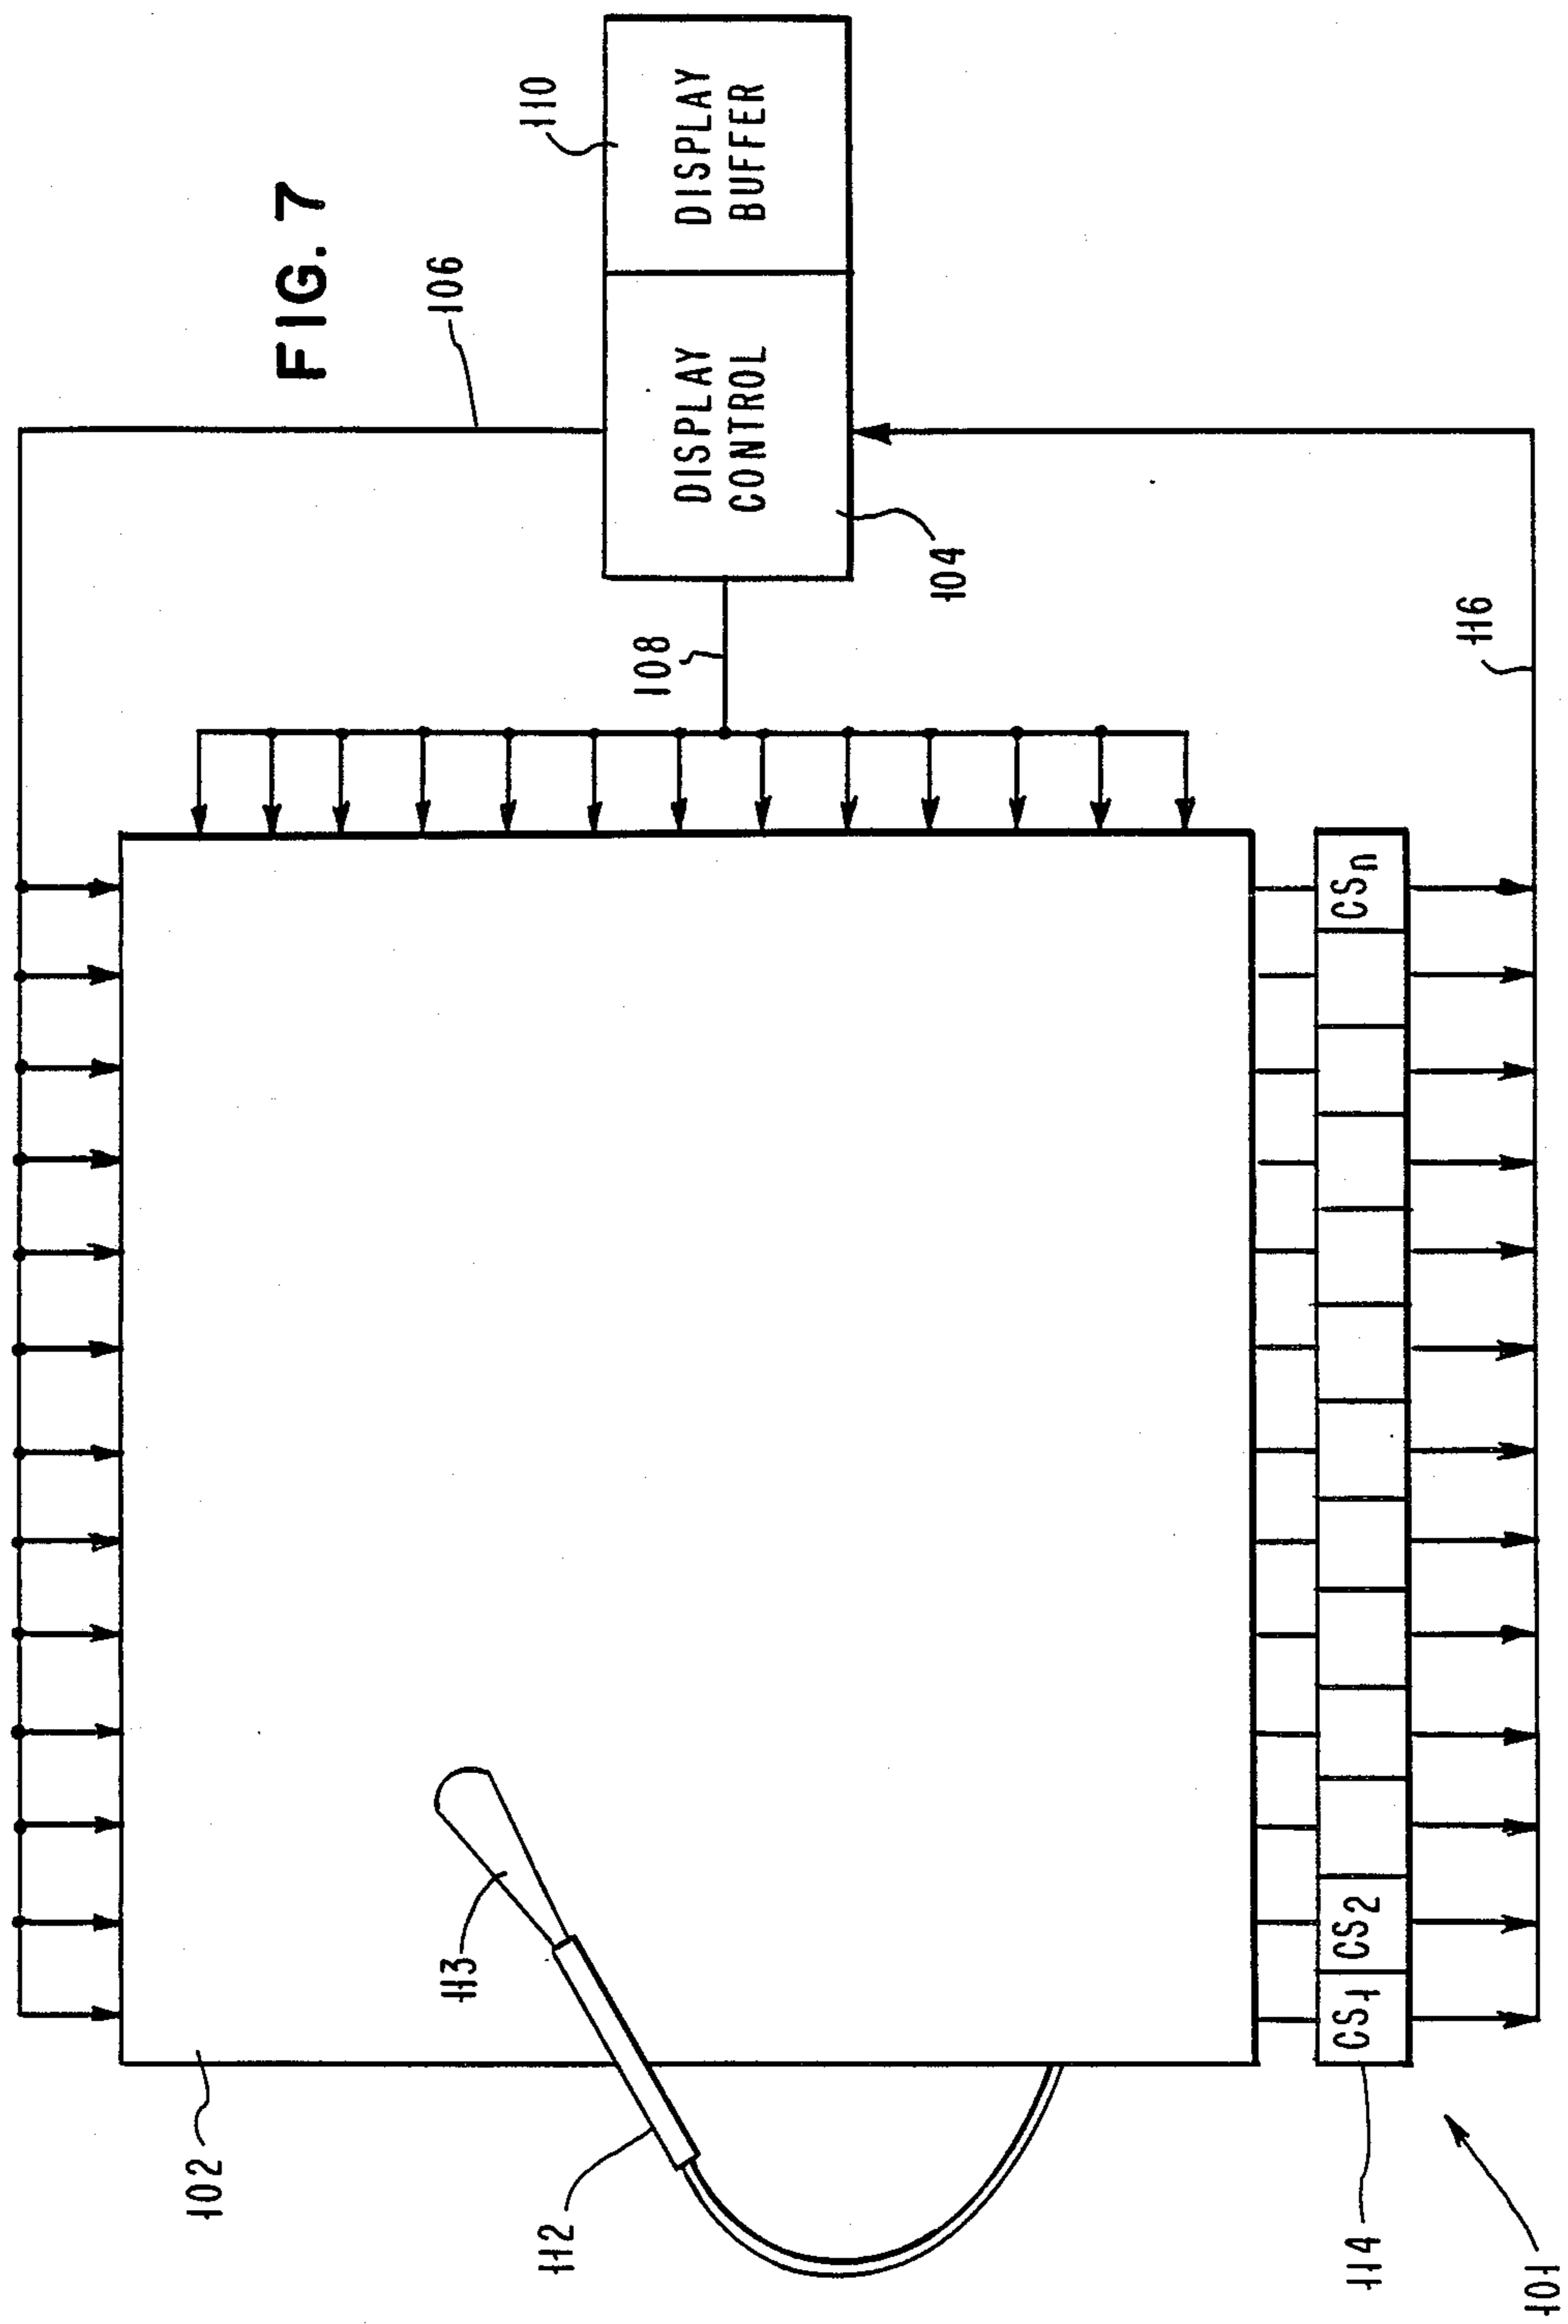 FIG. 7
106
110
DISPLAY
CONTROL
DISPLAY
BUFFER
108
104
116
102
113
112
CS1
CS2
CSn
114
101